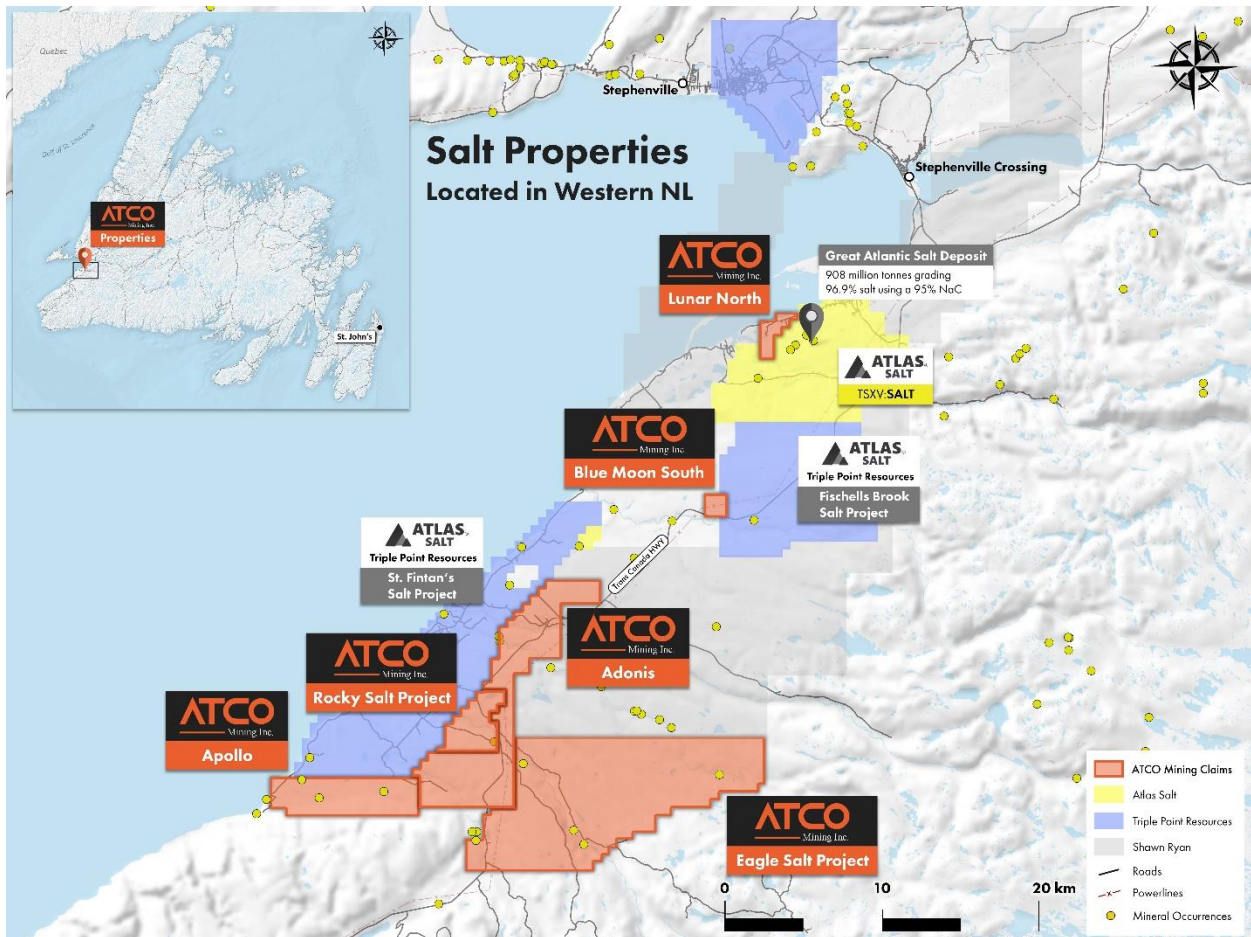 Quebec
Gulf of St. Lawrence
ATCO
Mining Inc.
Properties
St. John's
Stephenville
Stephenville Crossing
Salt Properties
Located in Western NL
ATCO
Mining Inc.
Lunar North
Great Atlantic Salt Deposit
908 million tonnes grading
96.9% salt using a 95% NaC
ATLAS
SALT
TSXV:SALT
ATCO
Mining Inc.
Blue Moon South
ATLAS
SALT
Triple Point Resources
Fischells Brook
Salt Project
ATLAS
SALT
Triple Point Resources
St. Fintan's
Salt Project
Trans Canada HWY
ATCO
Mining Inc.
Adonis
ATCO
Mining Inc.
Rocky Salt Project
ATCO
Mining Inc.
Apollo
ATCO
Mining Inc.
Eagle Salt Project
ATCO Mining Claims
Atlas Salt
Triple Point Resources
Shawn Ryan
Roads
Powerlines
Mineral Occurrences
0 10 20 km